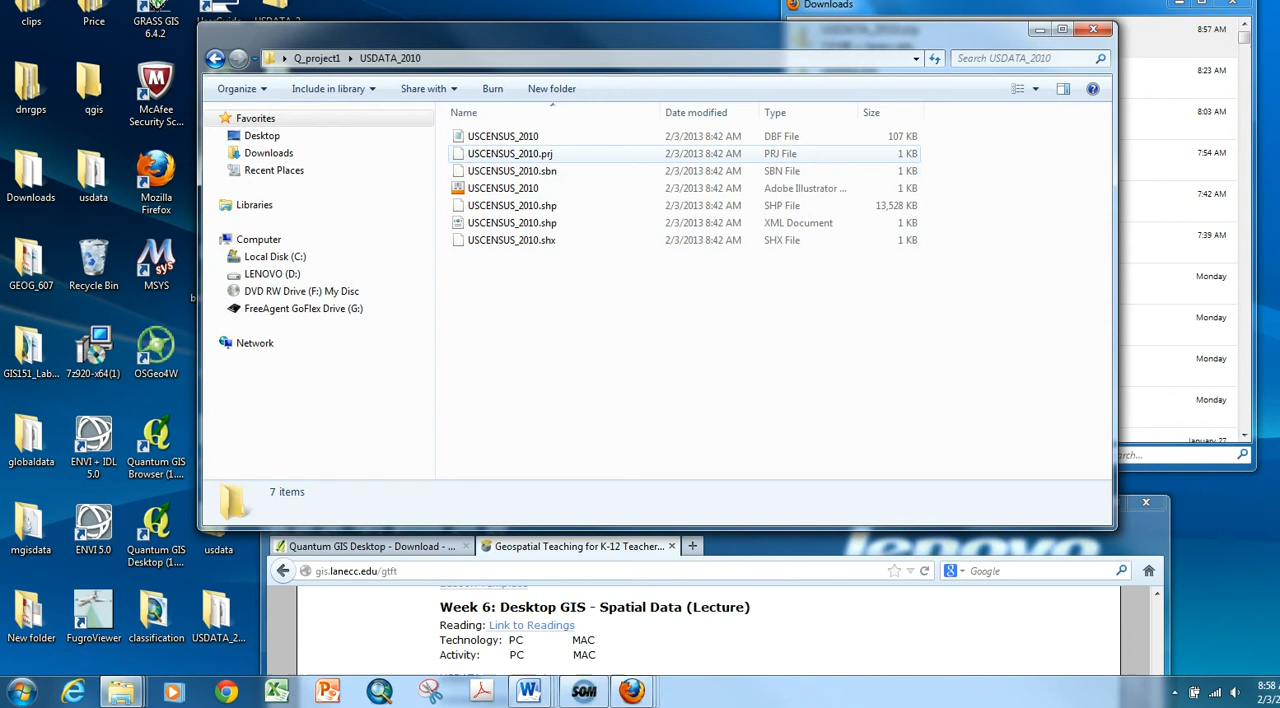 clips
Price
GRASS GIS
6.4.2
Downloads
8:57 AM
Q_project1
USDATA_2010
Search USDATA_2010
Organize
Include in library
Share with
Burn
New folder
Name
Date modified
Type
Size
Favorites
Desktop
Downloads
Recent Places
Libraries
Computer
Local Disk (C:)
LENOVO (D:)
DVD RW Drive (F:) My Disc
FreeAgent GoFlex Drive (G:)
Network
USCENSUS_2010 2/3/2013 8:42 AM DBF File 107 KB
USCENSUS_2010.prj 2/3/2013 8:42 AM PRJ File 1 KB
USCENSUS_2010.sbn 2/3/2013 8:42 AM SBN File 1 KB
USCENSUS_2010 2/3/2013 8:42 AM Adobe Illustrator ... 1 KB
USCENSUS_2010.shp 2/3/2013 8:42 AM SHP File 13,528 KB
USCENSUS_2010.shp 2/3/2013 8:42 AM XML Document 1 KB
USCENSUS_2010.shx 2/3/2013 8:42 AM SHX File 1 KB
7 items
8:23 AM
8:03 AM
7:54 AM
7:42 AM
7:39 AM
Monday
Monday
Monday
Monday
January 27
arch...
dnrgps
qgis
McAfee
Security Sc...
Downloads
usdata
Mozilla
Firefox
GEOG_607
Recycle Bin
MSYS
GIS151_Lab...
7z920-x64(1)
OSGeo4W
globaldata
ENVI + IDL
5.0
Quantum GIS
Browser (1....
mgisdata
ENVI 5.0
Quantum GIS
Desktop (1....
usdata
New folder
FugroViewer
classification
USDATA_2...
lenovo
Quantum GIS Desktop - Download - ...
Geospatial Teaching for K-12 Teacher...
gis.lanecc.edu/gtft
Google
Week 6: Desktop GIS - Spatial Data (Lecture)
Reading: Link to Readings
Technology: PC MAC
Activity: PC MAC
SOM
8:58
2/3/2